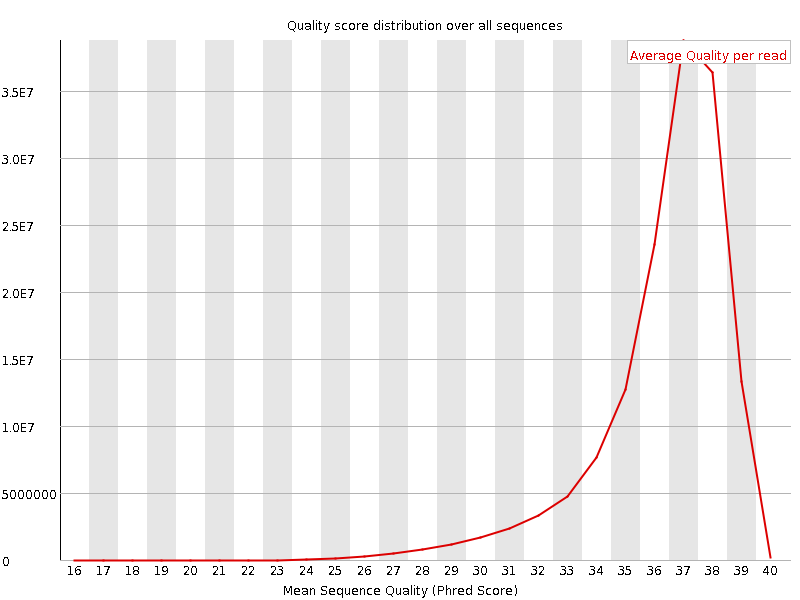 Quality score distribution over all sequences
Average Quality per read
3.5E7
3.0E7
2.5E7
2.0E7
1.5E7
1.0E7
5000000
0
16 17 18 19 20 21 22 23 24 25 26 27 28 29 30 31 32 33 34 35 36 37 38 39 40
Mean Sequence Quality (Phred Score)